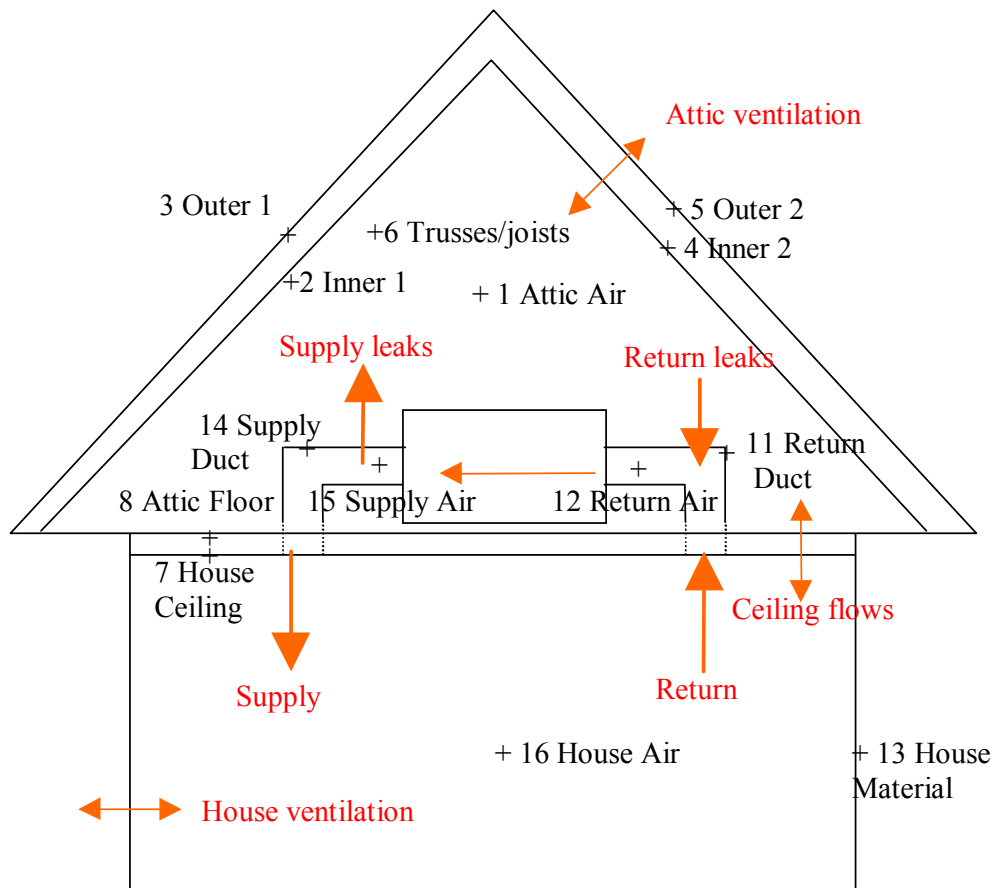 Attic ventilation
3 Outer 1
+ 5 Outer 2
+6 Trusses/joists
+ 4 Inner 2
+2 Inner 1
+ 1 Attic Air
Supply leaks
Return leaks
14 Supply
Duct
11 Return
Duct
8 Attic Floor
15 Supply Air
12 Return Air
7 House
Ceiling
Ceiling flows
Supply
Return
+ 16 House Air
+ 13 House
Material
House ventilation